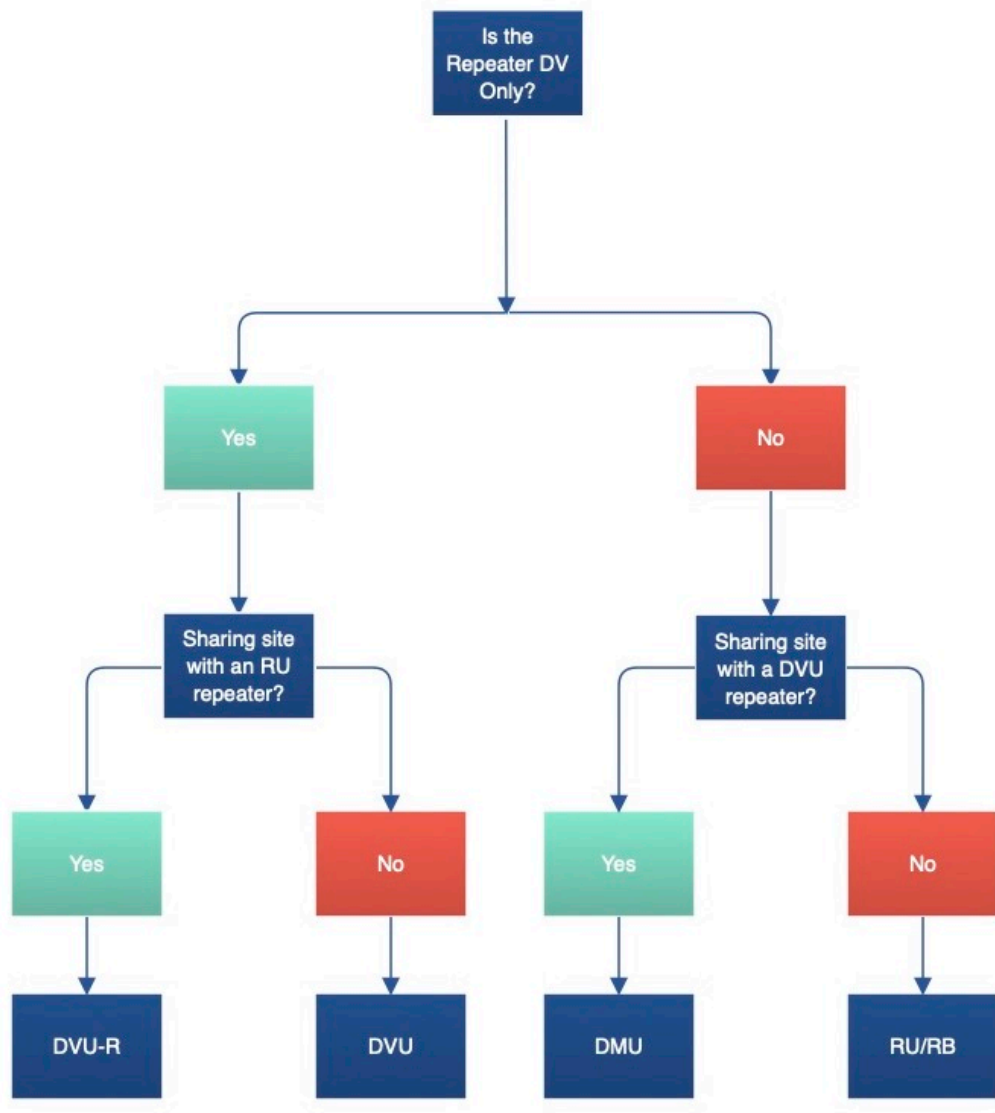 Is the
Repeater DV
Only?
Yes
No
Sharing site
with an RU
repeater?
Sharing site
with a DVU
repeater?
Yes
No
Yes
No
DVU-R
DVU
DMU
RU/RB